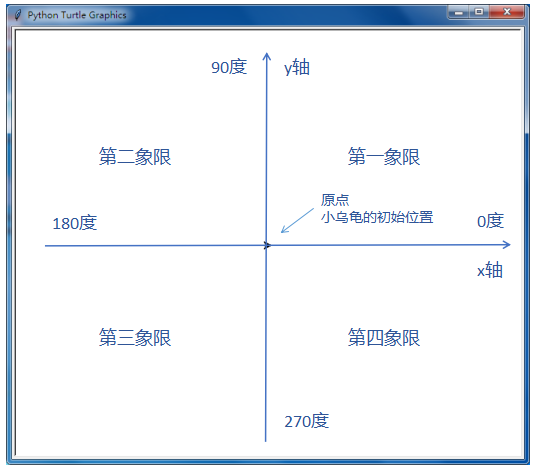 Python Turtle Graphics
90度
y轴
第二象限
第一象限
原点
小乌龟的初始位置
180度
0度
x轴
第三象限
第四象限
270度